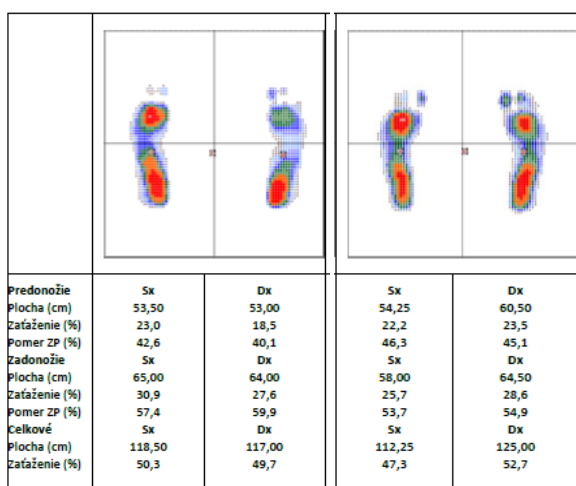 Predonožie Sx Dx Sx Dx
Plocha (cm) 53,50 53,00 54,25 60,50
Zaťaženie (%) 23,0 18,5 22,2 23,5
Pomer ZP (%) 42,6 40,1 46,3 45,1
Zadonožie Sx Dx Sx Dx
Plocha (cm) 65,00 64,00 58,00 64,50
Zaťaženie (%) 30,9 27,6 25,7 28,6
Pomer ZP (%) 57,4 59,9 53,7 54,9
Celkové Sx Dx Sx Dx
Plocha (cm) 118,50 117,00 112,25 125,00
Zaťaženie (%) 50,3 49,7 47,3 52,7